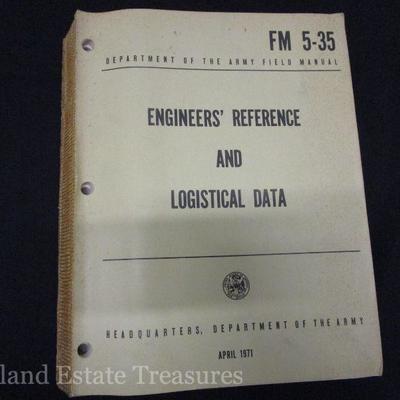 FM 5-35
DEPARTMENT OF THE ARMY FIELD MANUAL
ENGINEERS' REFERENCE
AND
LOGISTICAL DATA
HEADQUARTERS, DEPARTMENT OF THE ARMY
APRIL 1971
land Estate Treasures